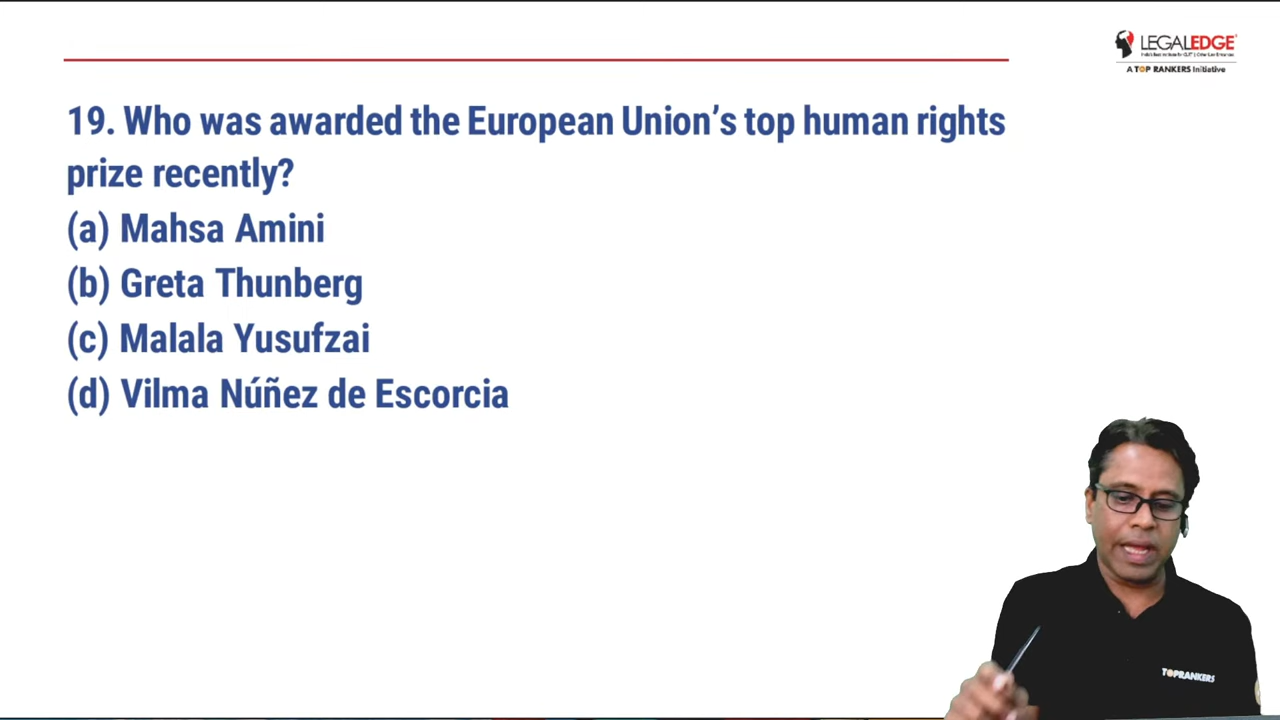 LEGALEDGE
A TOP RANKERS Initiative
19. Who was awarded the European Union’s top human rights
prize recently?
(a) Mahsa Amini
(b) Greta Thunberg
(c) Malala Yusufzai
(d) Vilma Núñez de Escorcia
TOPRANKERS